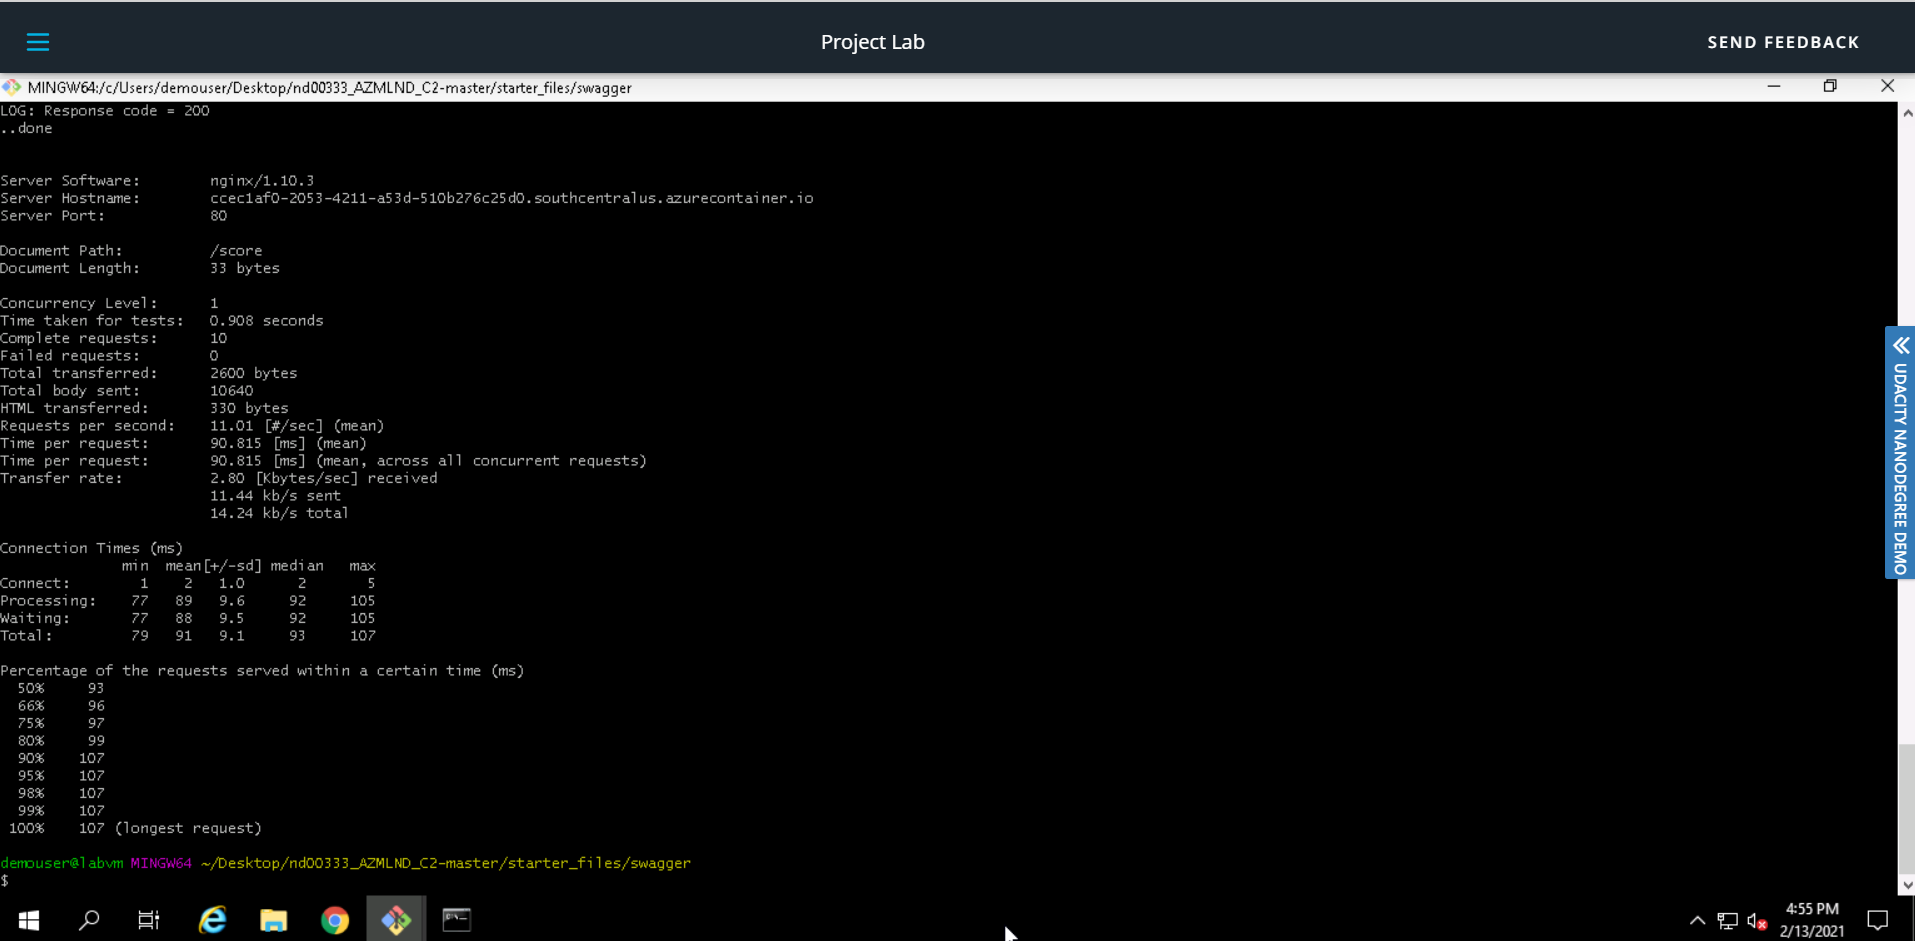 Project Lab
SEND FEEDBACK
MINGW64:/c/Users/demouser/Desktop/nd00333_AZMLND_C2-master/starter_files/swagger
LOG: Response code = 200
..done
Server Software:        nginx/1.10.3
Server Hostname:        ccec1af0-2053-4211-a53d-510b276c25d0.southcentralus.azurecontainer.io
Server Port:            80
Document Path:          /score
Document Length:        33 bytes
Concurrency Level:      1
Time taken for tests:   0.908 seconds
Complete requests:      10
Failed requests:        0
Total transferred:      2600 bytes
Total body sent:        10640
HTML transferred:       330 bytes
Requests per second:    11.01 [#/sec] (mean)
Time per request:       90.815 [ms] (mean)
Time per request:       90.815 [ms] (mean, across all concurrent requests)
Transfer rate:          2.80 [Kbytes/sec] received
                        11.44 kb/s sent
                        14.24 kb/s total
Connection Times (ms)
              min  mean[+/-sd] median   max
Connect:        1    2   1.0      2       5
Processing:    77   89   9.6     92     105
Waiting:       77   88   9.5     92     105
Total:         79   91   9.1     93     107
Percentage of the requests served within a certain time (ms)
  50%     93
  66%     96
  75%     97
  80%     99
  90%    107
  95%    107
  98%    107
  99%    107
 100%    107 (longest request)
demouser@labvm MINGW64 ~/Desktop/nd00333_AZMLND_C2-master/starter_files/swagger
$
UDACITY NANODEGREE DEMO
4:55 PM
2/13/2021